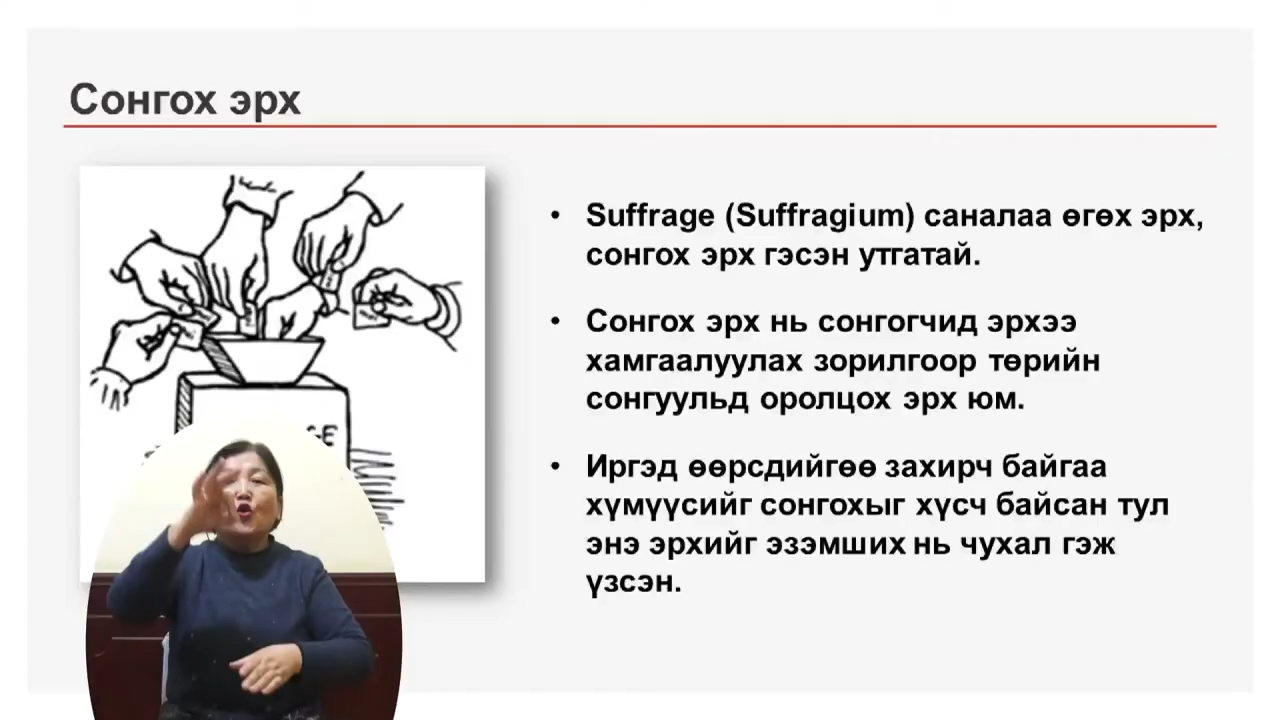 Сонгох эрх
• Suffrage (Suffragium) саналаа өгөх эрх,
сонгох эрх гэсэн утгатай.
• Сонгох эрх нь сонгогчид эрхээ
хамгаалуулах зорилгоор төрийн
сонгуульд оролцох эрх юм.
• Иргэд өөрсдийгөө захирч байгаа
хүмүүсийг сонгохыг хүсч байсан тул
энэ эрхийг эзэмших нь чухал гэж
үзсэн.